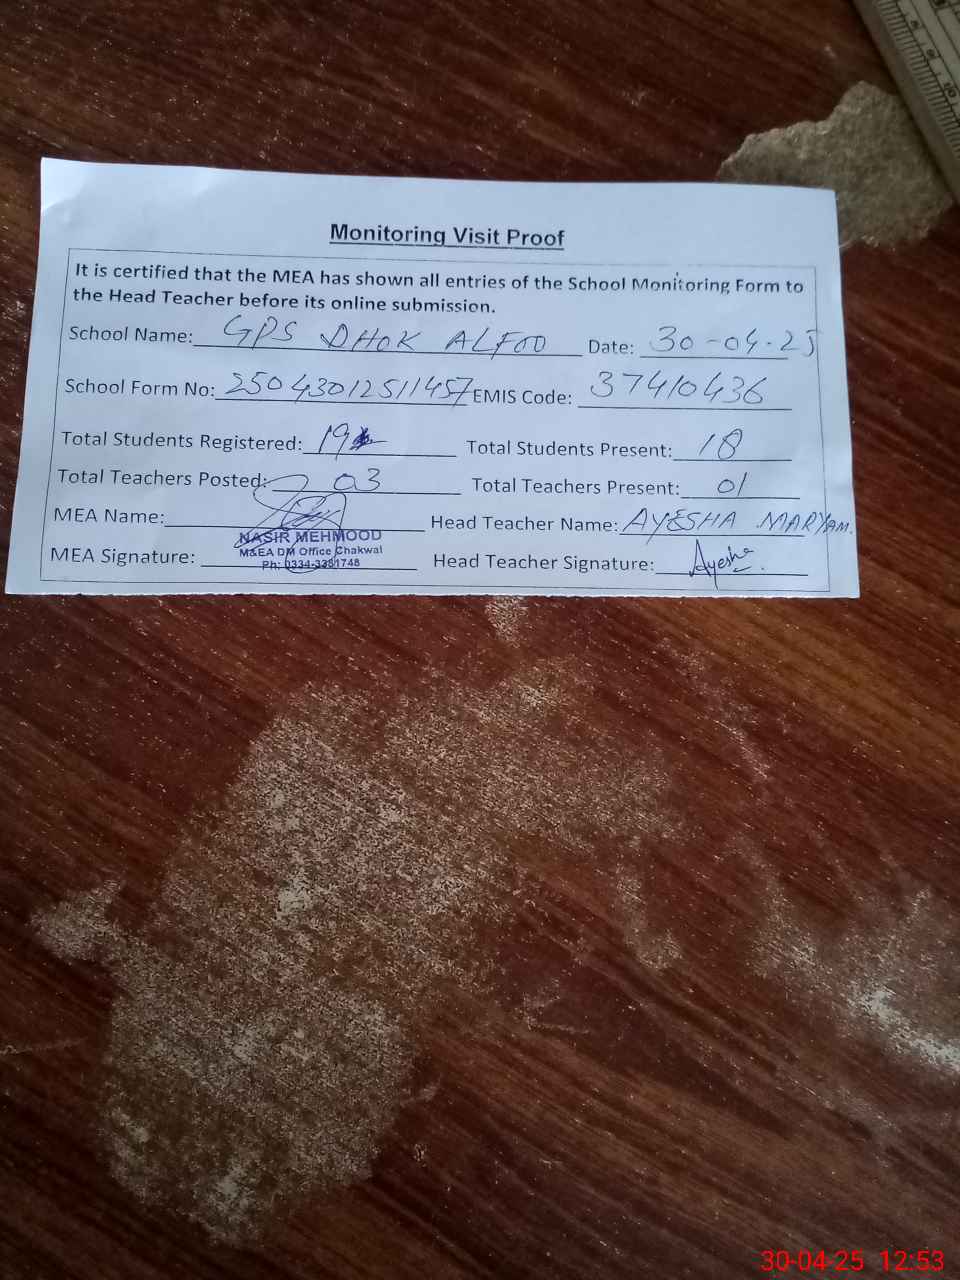 Monitoring Visit Proof
It is certified that the MEA has shown all entries of the School Monitoring Form to
the Head Teacher before its online submission.
School Name: GPS DHOK ALFOO Date: 30-04-25
School Form No: 25043012511457 EMIS Code: 37410436
Total Students Registered: 19 Total Students Present: 18
Total Teachers Posted: 03 Total Teachers Present: 01
MEA Name: Head Teacher Name: AYESHA MARYAM.
NASIR MEHMOOD
M&EA DM Office Chakwal
Ph: 0334-3381748
MEA Signature: Head Teacher Signature: Ayesha
30-04-25 12:53